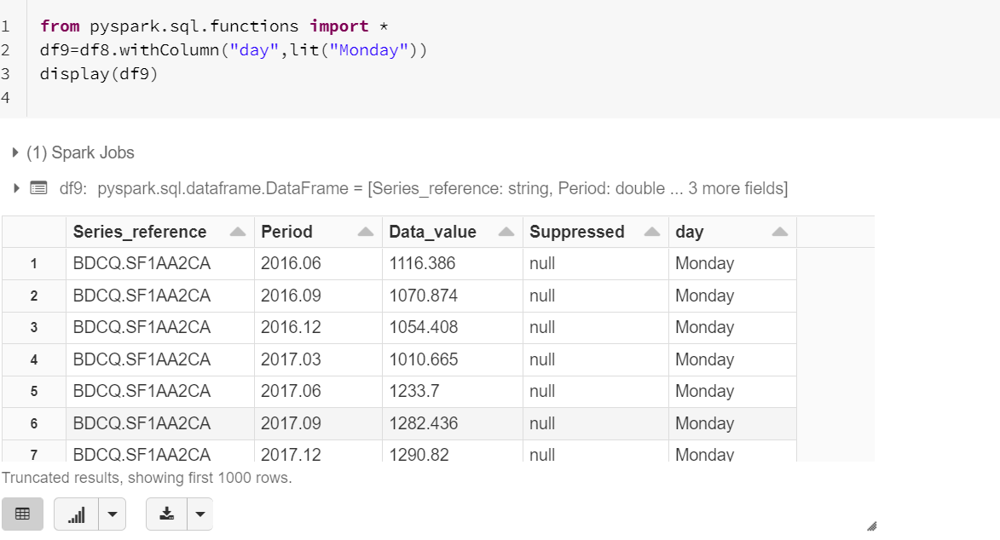 1 from pyspark.sql.functions import *
2 df9=df8.withColumn("day",lit("Monday"))
3 display(df9)
4
(1) Spark Jobs
df9: pyspark.sql.dataframe.DataFrame = [Series_reference: string, Period: double ... 3 more fields]
Series_reference Period Data_value Suppressed day
1 BDCQ.SF1AA2CA 2016.06 1116.386 null Monday
2 BDCQ.SF1AA2CA 2016.09 1070.874 null Monday
3 BDCQ.SF1AA2CA 2016.12 1054.408 null Monday
4 BDCQ.SF1AA2CA 2017.03 1010.665 null Monday
5 BDCQ.SF1AA2CA 2017.06 1233.7 null Monday
6 BDCQ.SF1AA2CA 2017.09 1282.436 null Monday
7 BDCQ.SF1AA2CA 2017.12 1290.82 null Monday
Truncated results, showing first 1000 rows.